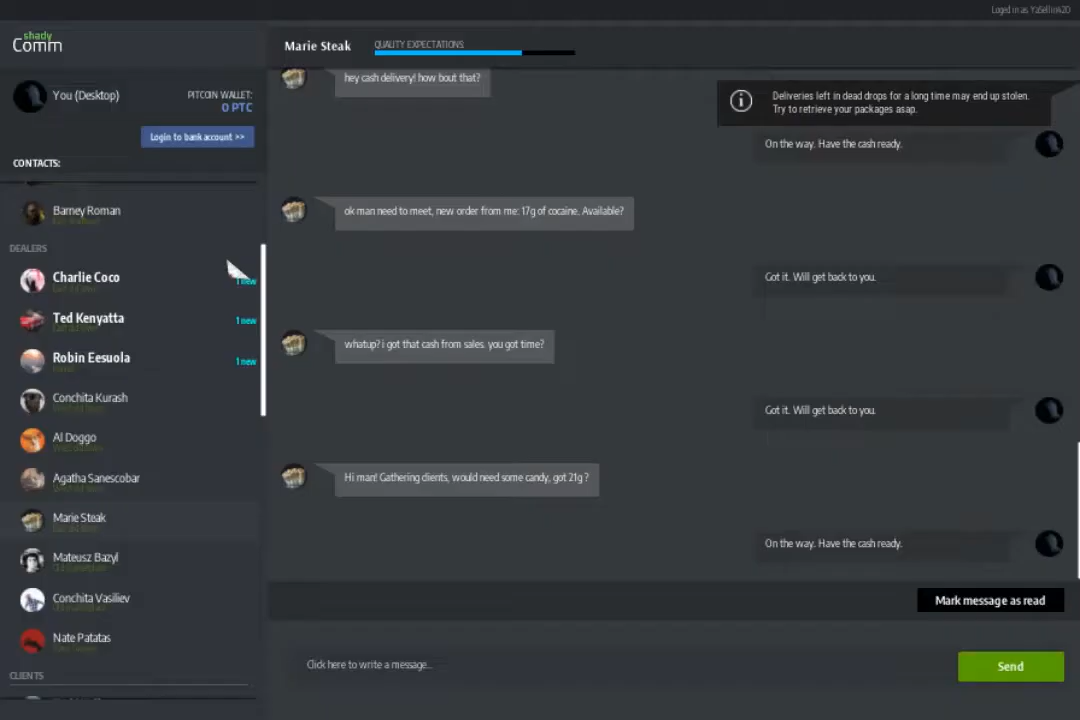 Loged in as YaSellin420
shady
Comm
Marie Steak
QUALITY EXPECTATIONS:
hey cash delivery! how bout that?
You (Desktop)
PITCOIN WALLET:
0 PTC
Deliveries left in dead drops for a long time may end up stolen.
Try to retrieve your packages asap.
Login to bank account >>
On the way. Have the cash ready.
CONTACTS:
Barney Roman
ok man need to meet, new order from me: 17g of cocaine. Available?
DEALERS
Charlie Coco
1 new
Got it. Will get back to you.
Ted Kenyatta
1 new
whatup? i got that cash from sales. you got time?
Robin Eesuola
1 new
Conchita Kurash
Got it. Will get back to you.
Al Doggo
Agatha Sanescobar
Hi man! Gathering clients, would need some candy, got 21g ?
Marie Steak
On the way. Have the cash ready.
Mateusz Bazyl
Conchita Vasiliev
Mark message as read
Nate Patatas
Click here to write a message...
Send
CLIENTS